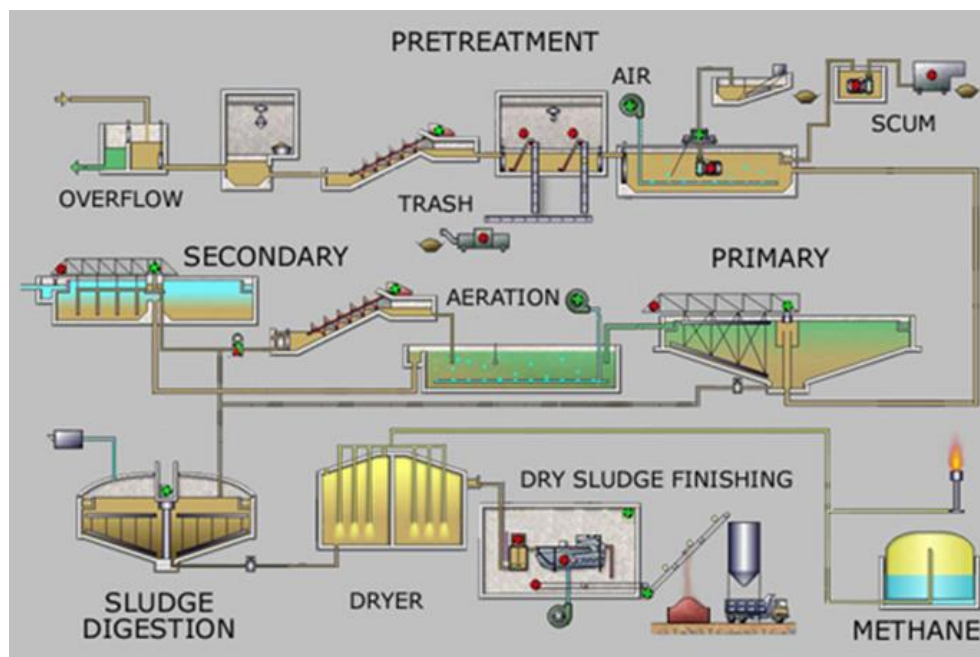 PRETREATMENT
AIR
SCUM
OVERFLOW
TRASH
SECONDARY
PRIMARY
AERATION
DRY SLUDGE FINISHING
SLUDGE
DIGESTION
DRYER
METHANE